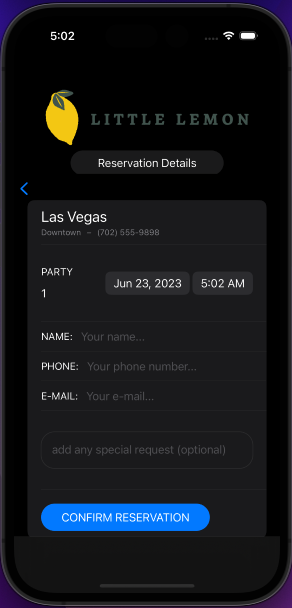 5:02
LITTLE LEMON
Reservation Details
Las Vegas
Downtown – (702) 555-9898
PARTY
1
Jun 23, 2023 5:02 AM
NAME: Your name...
PHONE: Your phone number...
E-MAIL: Your e-mail...
add any special request (optional)
CONFIRM RESERVATION